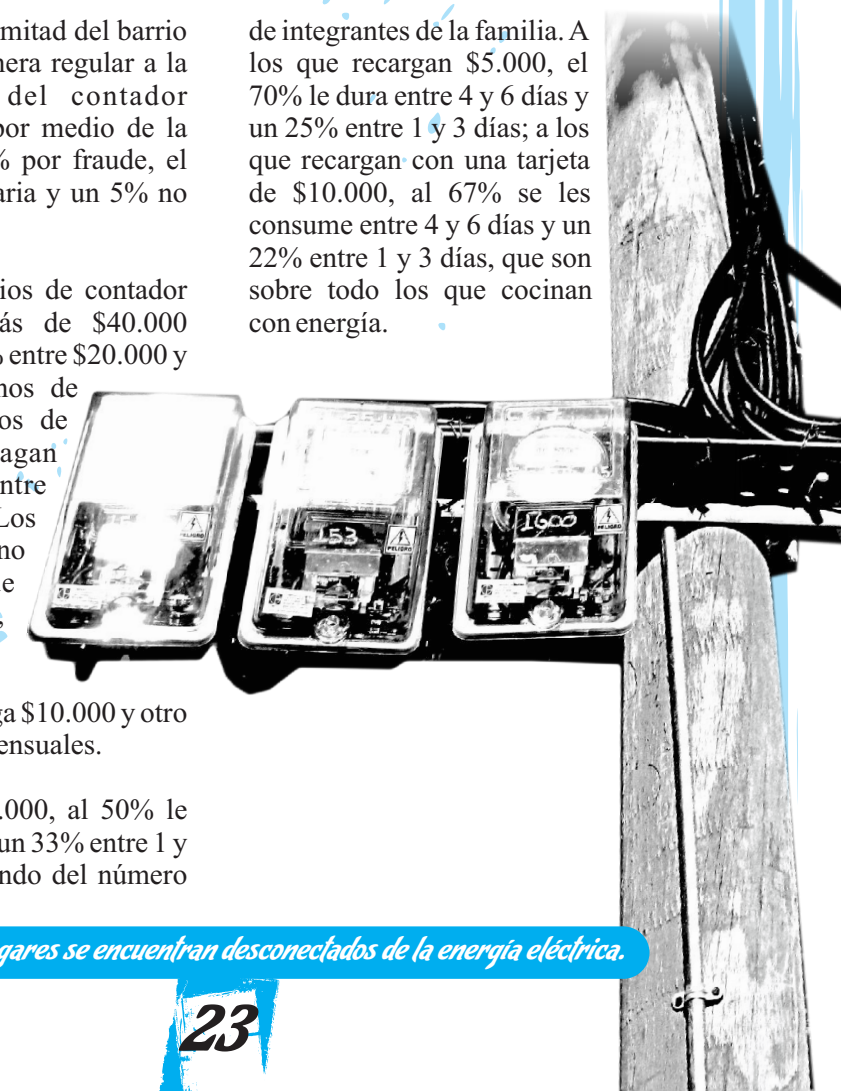 mitad del barrio
nera regular a la
del contador
por medio de la
% por fraude, el
aria y un 5% no
ios de contador
ás de $40.000
entre $20.000 y
nos de
os de
agan
ntre
Los
no
e
,
ga $10.000 y otro
ensuales.
.000, al 50% le
un 33% entre 1 y
ndo del número
de integrantes de la familia. A
los que recargan $5.000, el
70% le dura entre 4 y 6 días y
un 25% entre 1 y 3 días; a los
que recargan con una tarjeta
de $10.000, al 67% se les
consume entre 4 y 6 días y un
22% entre 1 y 3 días, que son
sobre todo los que cocinan
con energía.
PELIGRO
153
PELIGRO
1600
PELIGRO
gares se encuentran desconectados de la energía eléctrica.
23